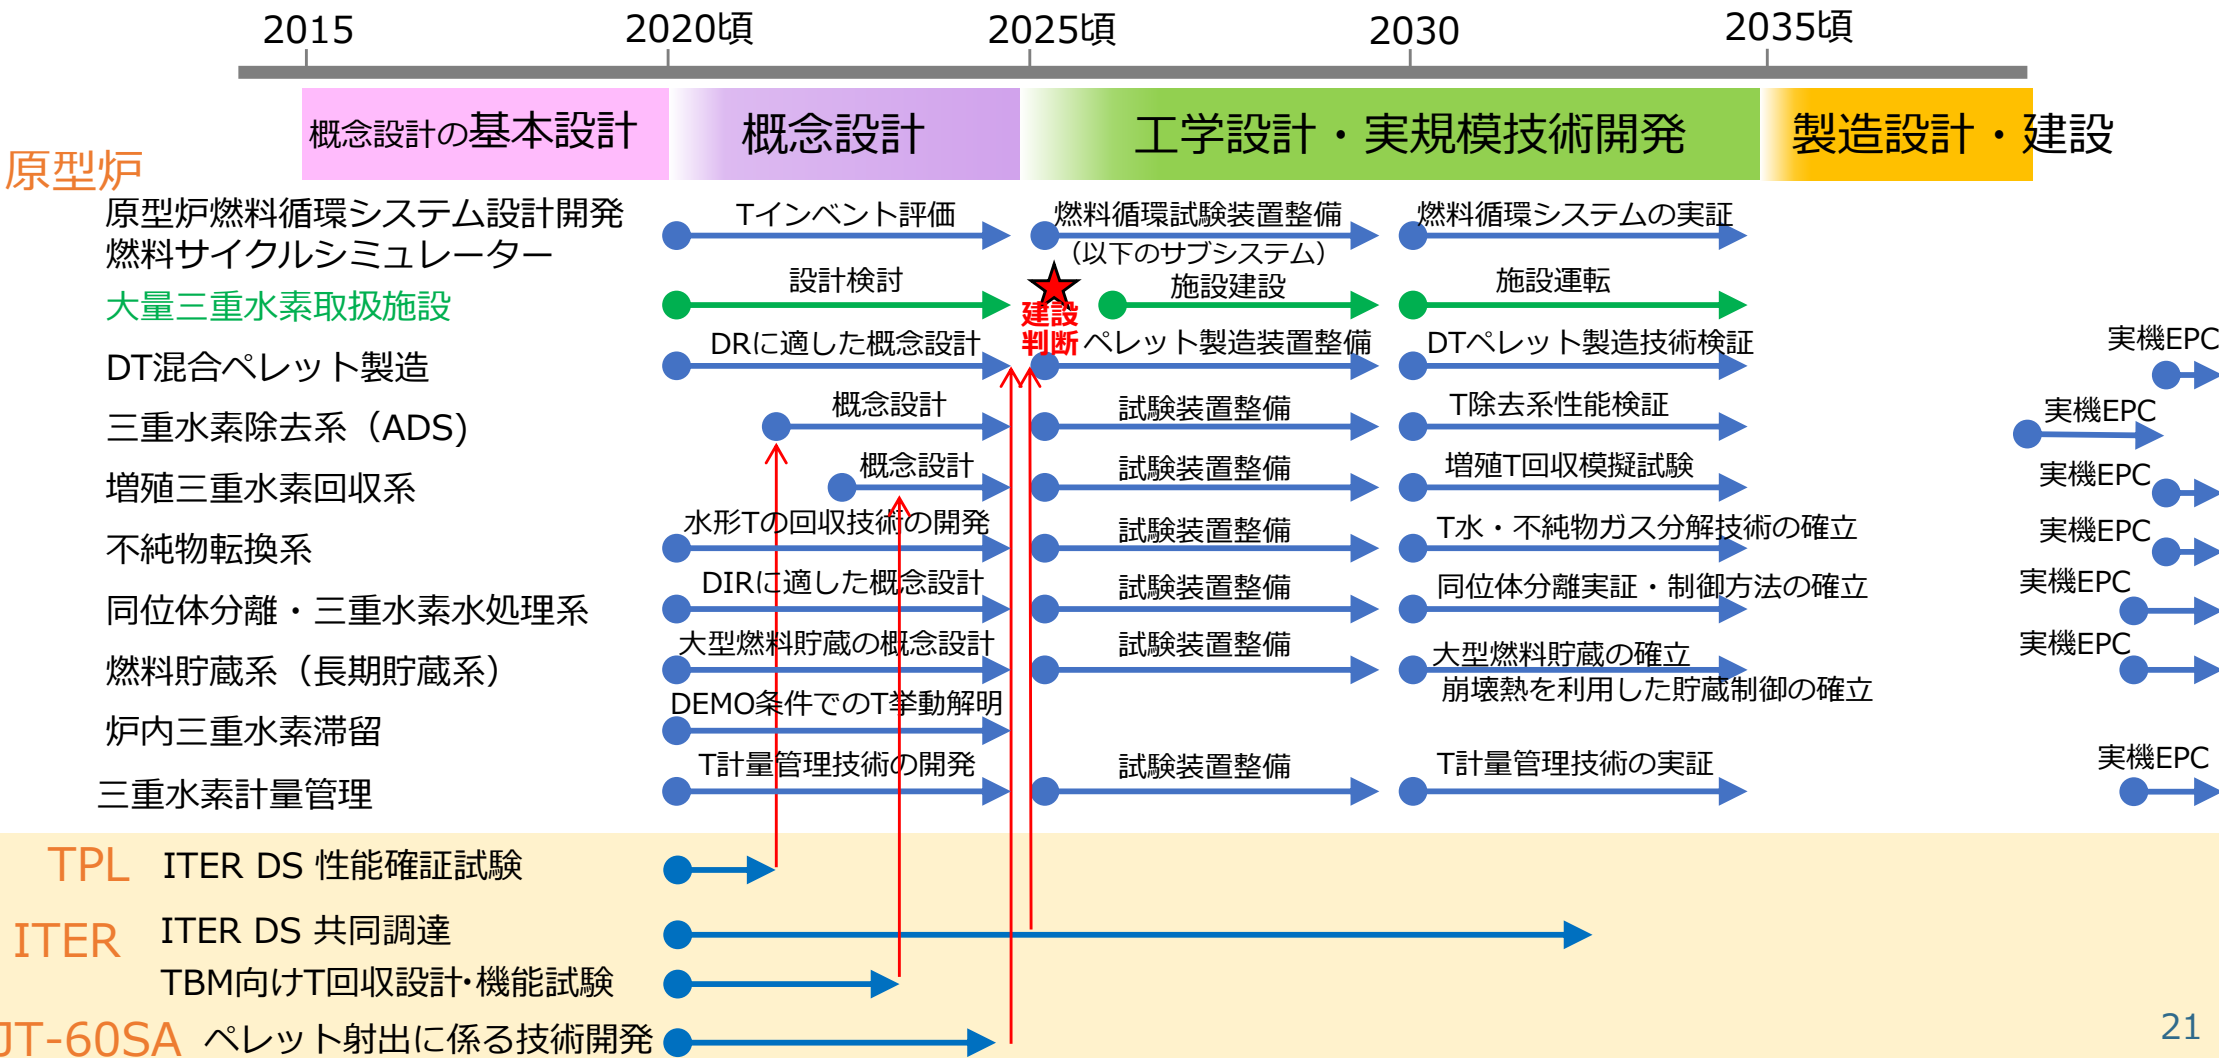 2015
2020頃
2025頃
2030
2035頃
概念設計の基本設計
概念設計
工学設計・実規模技術開発
製造設計・建設
原型炉
原型炉燃料循環システム設計開発
燃料サイクルシミュレーター
Tインベント評価
燃料循環試験装置整備
(以下のサブシステム)
燃料循環システムの実証
大量三重水素取扱施設
設計検討
建設
判断
施設建設
施設運転
DT混合ペレット製造
DRに適した概念設計
ペレット製造装置整備
DTペレット製造技術検証
実機EPC
三重水素除去系(ADS)
概念設計
試験装置整備
T除去系性能検証
実機EPC
増殖三重水素回収系
概念設計
試験装置整備
増殖T回収模擬試験
実機EPC
不純物転換系
水形Tの回収技術の開発
試験装置整備
T水・不純物ガス分解技術の確立
実機EPC
同位体分離・三重水素水処理系
DIRに適した概念設計
試験装置整備
同位体分離実証・制御方法の確立
実機EPC
燃料貯蔵系(長期貯蔵系)
大型燃料貯蔵の概念設計
試験装置整備
大型燃料貯蔵の確立
崩壊熱を利用した貯蔵制御の確立
実機EPC
炉内三重水素滞留
DEMO条件でのT挙動解明
三重水素計量管理
T計量管理技術の開発
試験装置整備
T計量管理技術の実証
実機EPC
TPL
ITER DS 性能確証試験
ITER
ITER DS 共同調達
TBM向けT回収設計・機能試験
JT-60SA
ペレット射出に係る技術開発
21